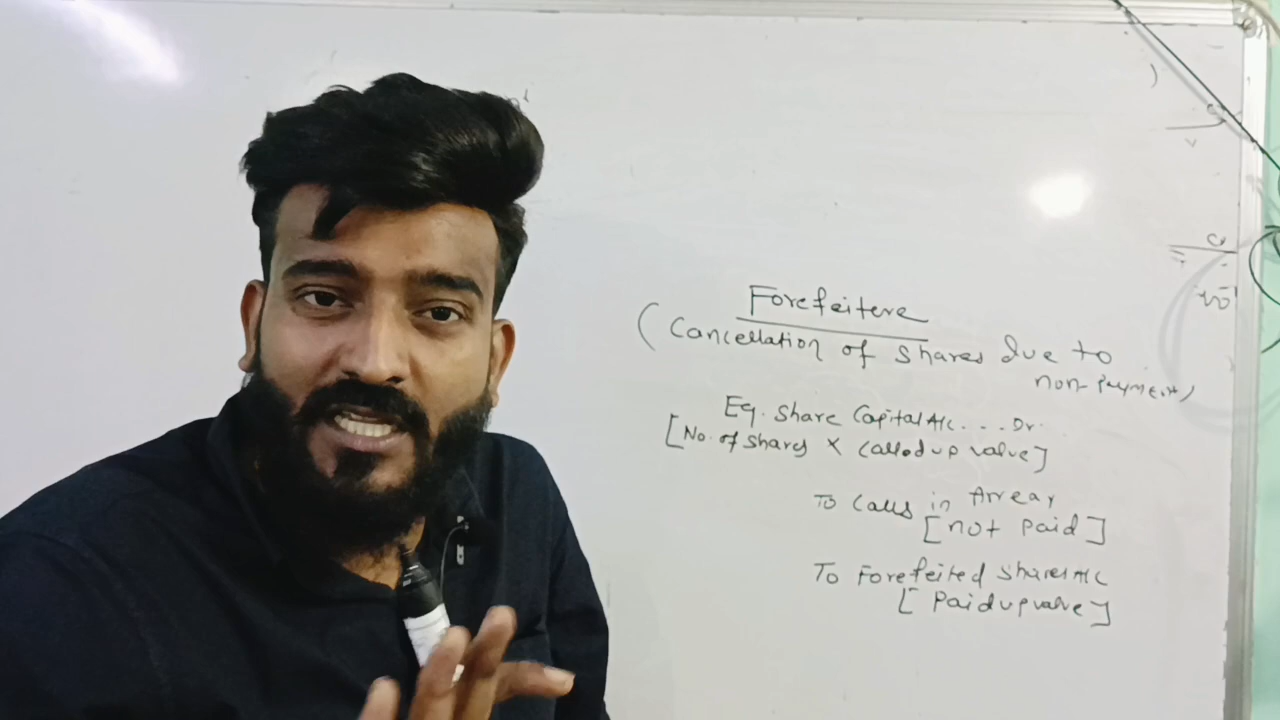 Forefeiture
(Cancellation of shares due to
non-payment)
Eq. Share Capital A/c . . . Dr.
[No. of shares × Called up value]
To Calls in Arrear
[not paid]
To Forefeited Shares A/c
[Paid up value]